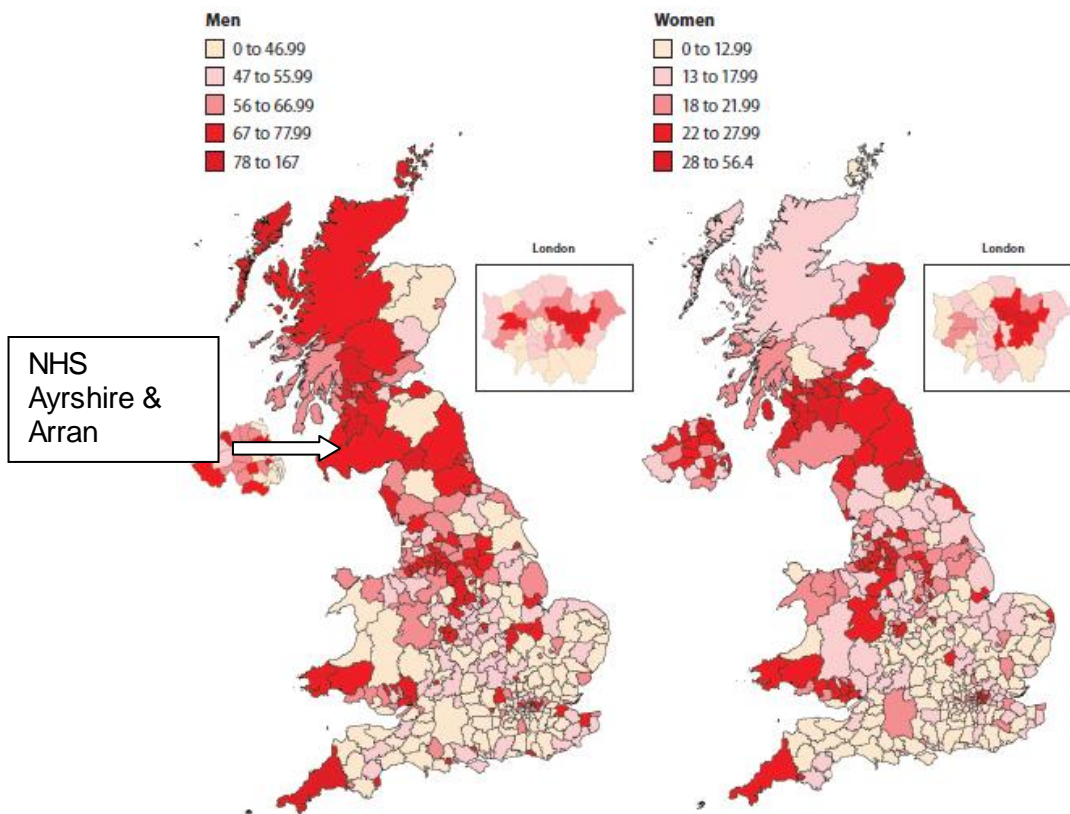 Men
0 to 46.99
47 to 55.99
56 to 66.99
67 to 77.99
78 to 167
Women
0 to 12.99
13 to 17.99
18 to 21.99
22 to 27.99
28 to 56.4
London
London
NHS
Ayrshire &
Arran